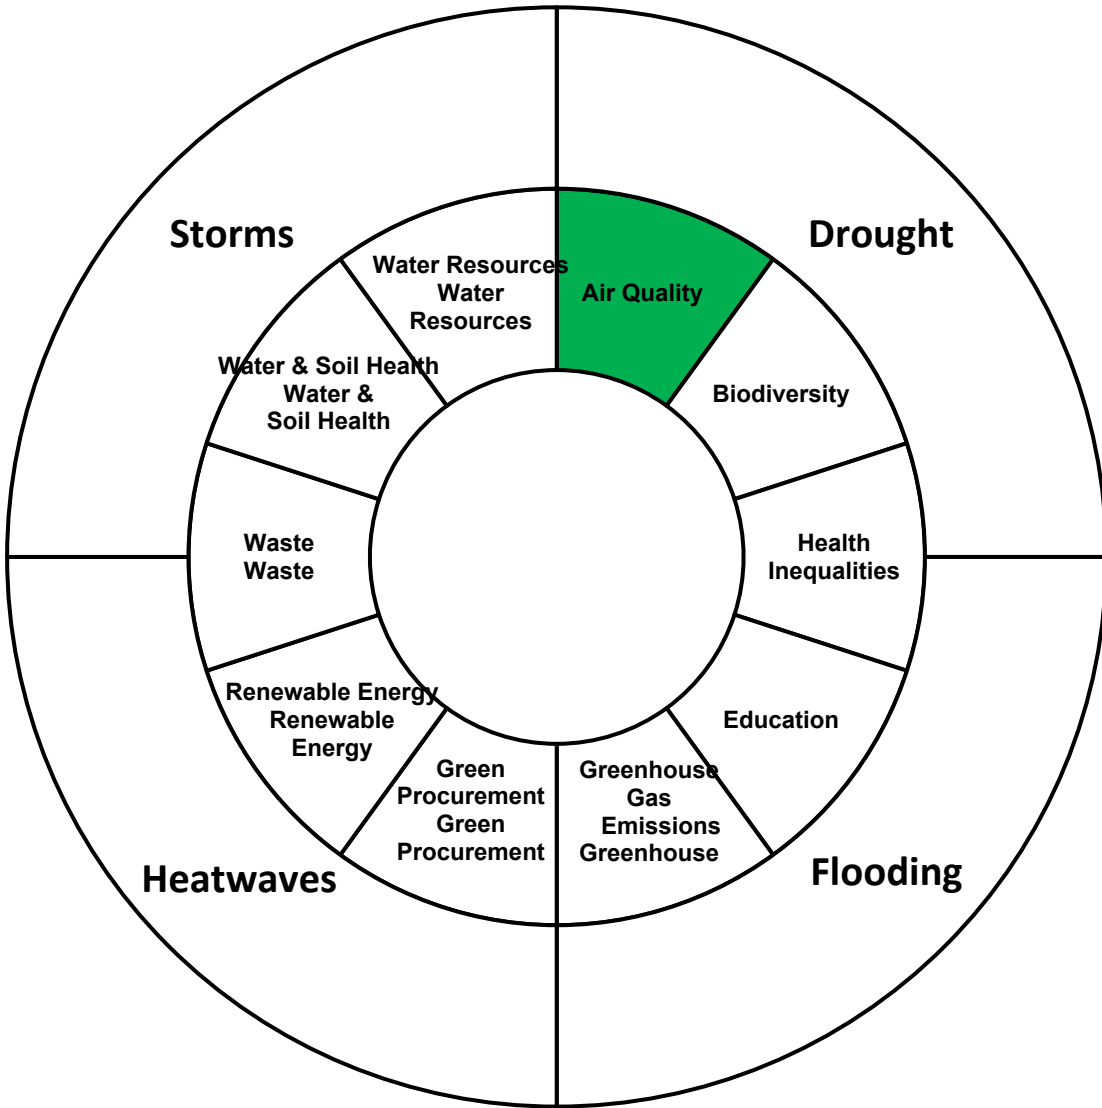 Storms
Drought
Water Resources
Water
Resources
Air Quality
Water & Soil Health
Water &
Soil Health
Biodiversity
Waste
Waste
Health
Inequalities
Renewable Energy
Renewable
Energy
Education
Green
Procurement
Green
Procurement
Greenhouse
Gas
Emissions
Greenhouse
Heatwaves
Flooding